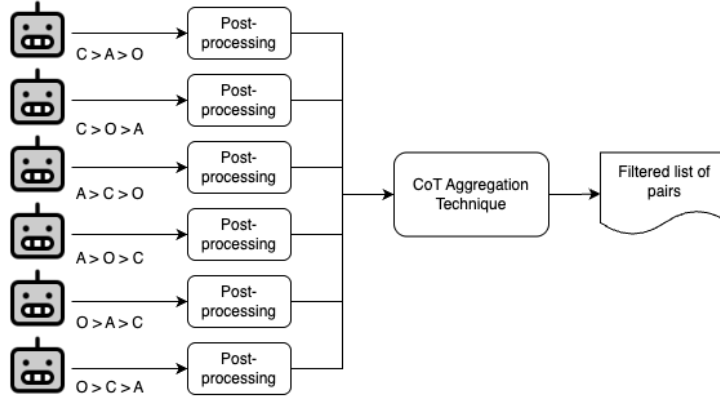 Post-
processing
C > A > O
Post-
processing
C > O > A
Post-
processing
A > C > O
Post-
processing
A > O > C
Post-
processing
O > A > C
Post-
processing
O > C > A
CoT Aggregation
Technique
Filtered list of
pairs